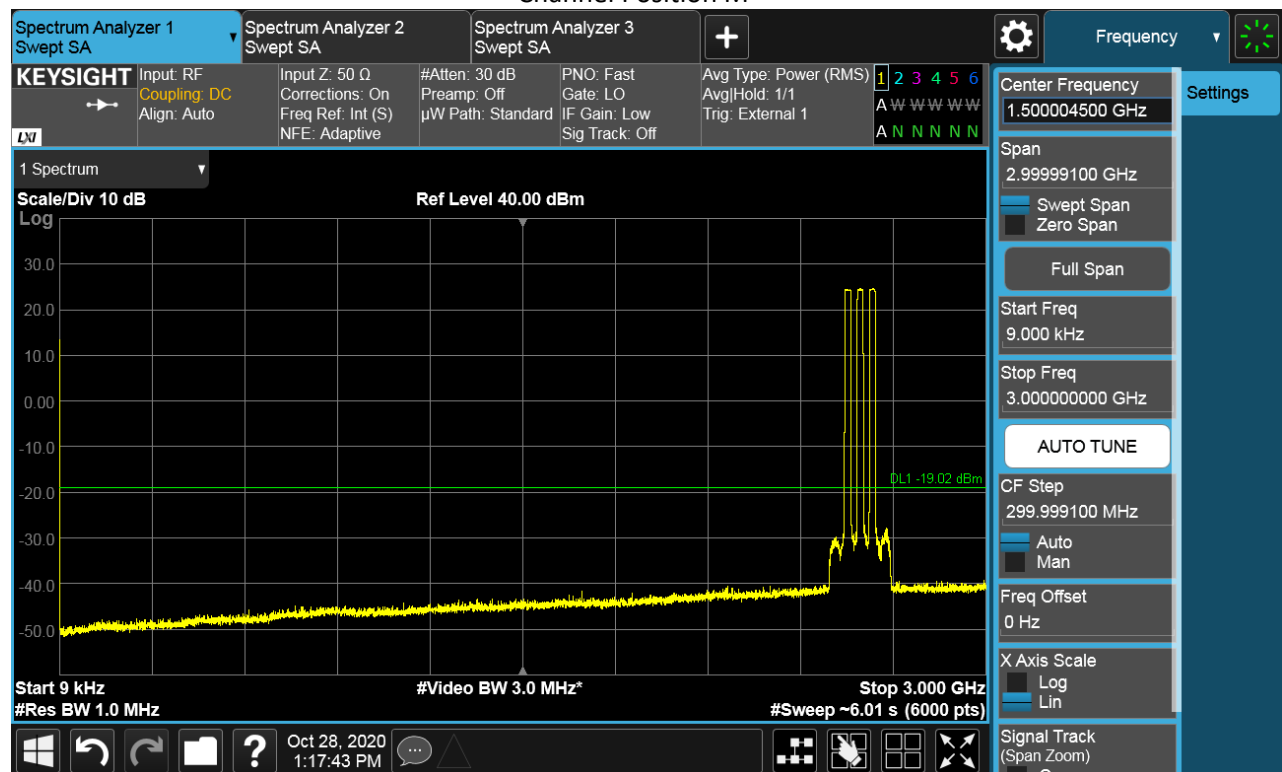 Spectrum Analyzer 1
Swept SA
Spectrum Analyzer 2
Swept SA
Spectrum Analyzer 3
Swept SA
Frequency
KEYSIGHT
LXI
Input: RF
Coupling: DC
Align: Auto
Input Z: 50 Ω
Corrections: On
Freq Ref: Int (S)
NFE: Adaptive
#Atten: 30 dB
Preamp: Off
µW Path: Standard
PNO: Fast
Gate: LO
IF Gain: Low
Sig Track: Off
Avg Type: Power (RMS)
Avg|Hold: 1/1
Trig: External 1
1 2 3 4 5 6
A W W W W W
A N N N N N
1 Spectrum
Scale/Div 10 dB
Ref Level 40.00 dBm
Log
30.0
20.0
10.0
0.00
-10.0
-20.0
-30.0
-40.0
-50.0
DL1 -19.02 dBm
Start 9 kHz
#Video BW 3.0 MHz*
Stop 3.000 GHz
#Res BW 1.0 MHz
#Sweep ~6.01 s (6000 pts)
?
Oct 28, 2020
1:17:43 PM
Center Frequency
1.500004500 GHz
Settings
Span
2.99999100 GHz
Swept Span
Zero Span
Full Span
Start Freq
9.000 kHz
Stop Freq
3.000000000 GHz
AUTO TUNE
CF Step
299.999100 MHz
Auto
Man
Freq Offset
0 Hz
X Axis Scale
Log
Lin
Signal Track
(Span Zoom)